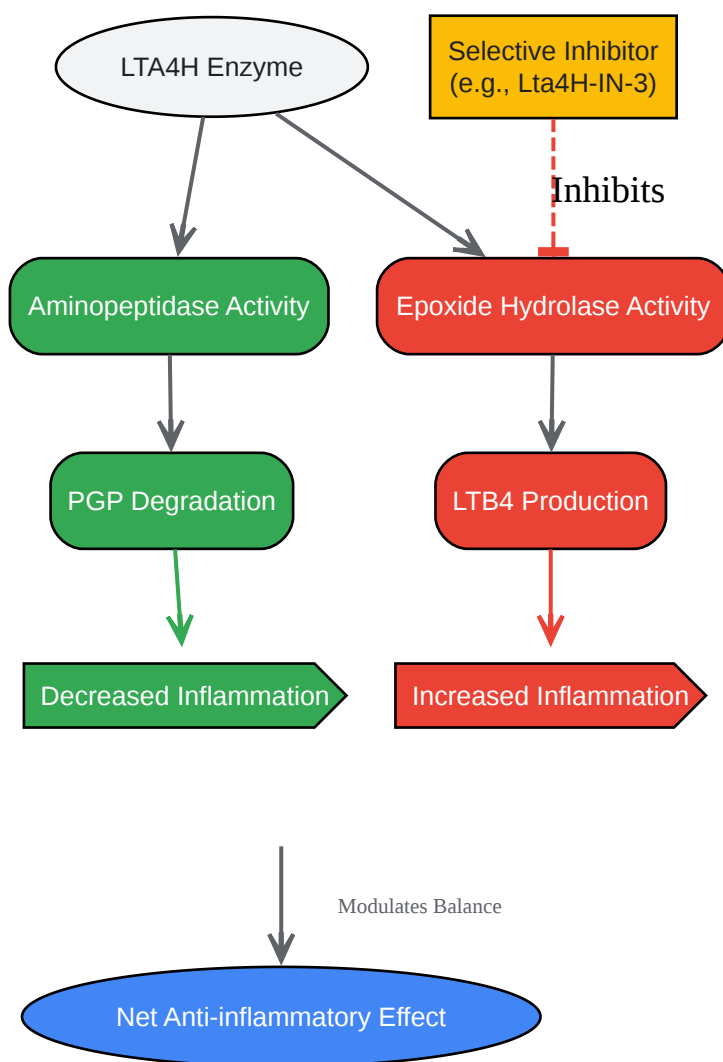 LTA4H Enzyme
Selective Inhibitor
(e.g., Lta4H-IN-3)
Inhibits
Aminopeptidase Activity
Epoxide Hydrolase Activity
PGP Degradation
LTB4 Production
Decreased Inflammation
Increased Inflammation
Modulates Balance
Net Anti-inflammatory Effect